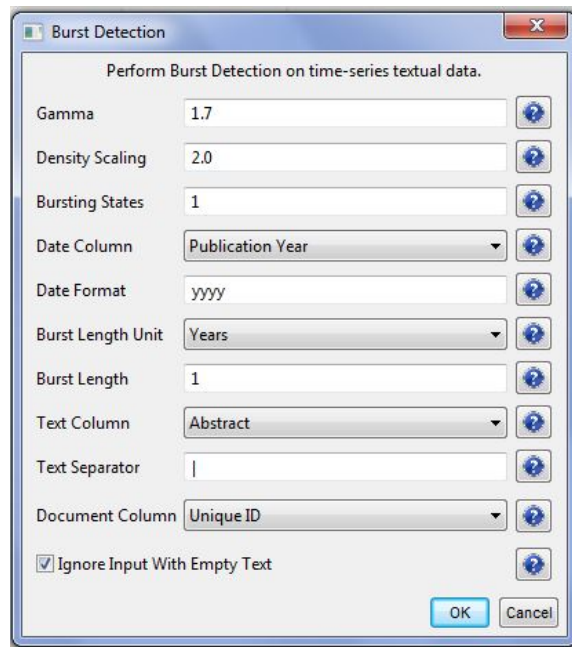 Burst Detection
Perform Burst Detection on time-series textual data.
Gamma 1.7
Density Scaling 2.0
Bursting States 1
Date Column Publication Year
Date Format yyyy
Burst Length Unit Years
Burst Length 1
Text Column Abstract
Text Separator |
Document Column Unique ID
Ignore Input With Empty Text
OK Cancel